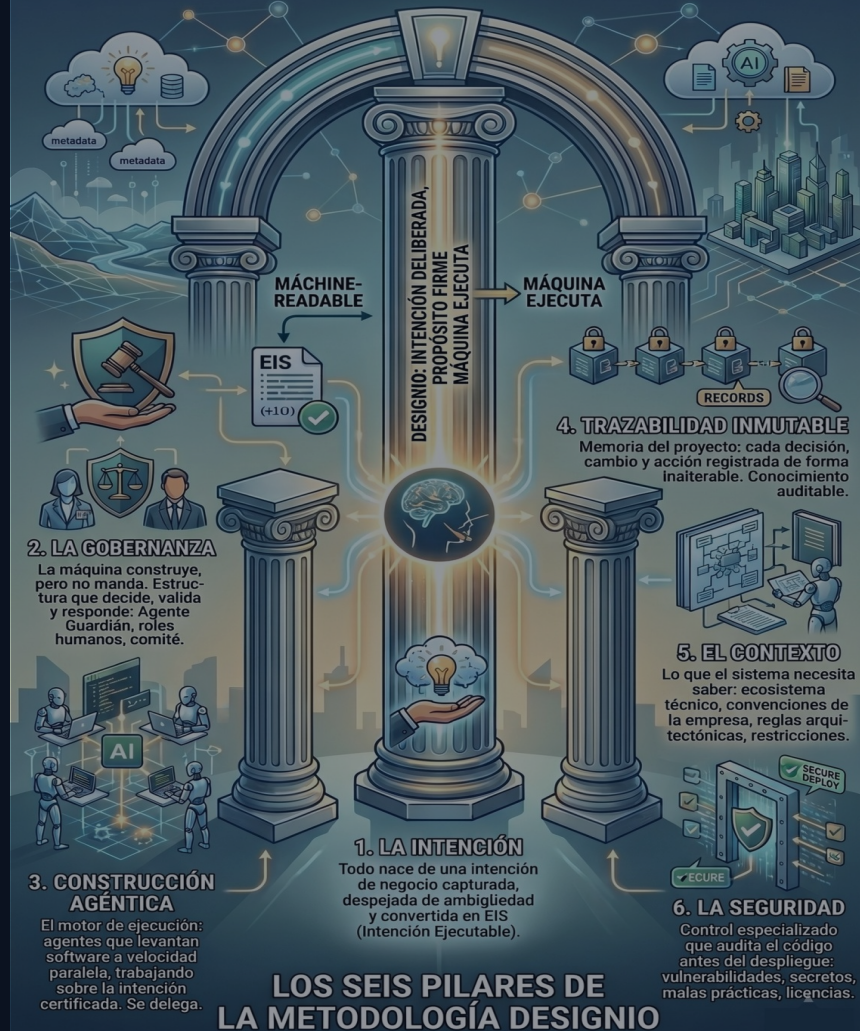 metadata
metadata
AI
MÁCHINE-
READABLE
DESIGNIO: INTENCIÓN DELIBERADA,
PROPÓSITO FIRME
MÁQUINA EJECUTA
MÁQUINA
EJECUTA
EIS
(+10)
RECORDS
4. TRAZABILIDAD INMUTABLE
Memoria del proyecto: cada decisión,
cambio y acción registrada de forma
inalterable. Conocimiento
auditable.
2. LA GOBERNANZA
La máquina construye,
pero no manda. Estruc-
tura que decide, valida
y responde: Agente
Guardián, roles
humanos, comité.
5. EL CONTEXTO
Lo que el sistema necesita
saber: ecosistema
técnico, convenciones de
la empresa, reglas arqui-
tectónicas, restricciones.
AI
SECURE
DEPLOY
ECURE
1. LA INTENCIÓN
Todo nace de una intención
de negocio capturada,
despejada de ambigüedad
y convertida en EIS
(Intención Ejecutable).
3. CONSTRUCCIÓN
AGÉNTICA
El motor de ejecución:
agentes que levantan
software a velocidad
paralela, trabajando
sobre la intención
certificada. Se delega.
6. LA SEGURIDAD
Control especializado
que audita el código
antes del despliegue:
vulnerabilidades, secretos,
malas prácticas, licencias.
LOS SEIS PILARES DE
LA METODOLOGÍA DESIGNIO